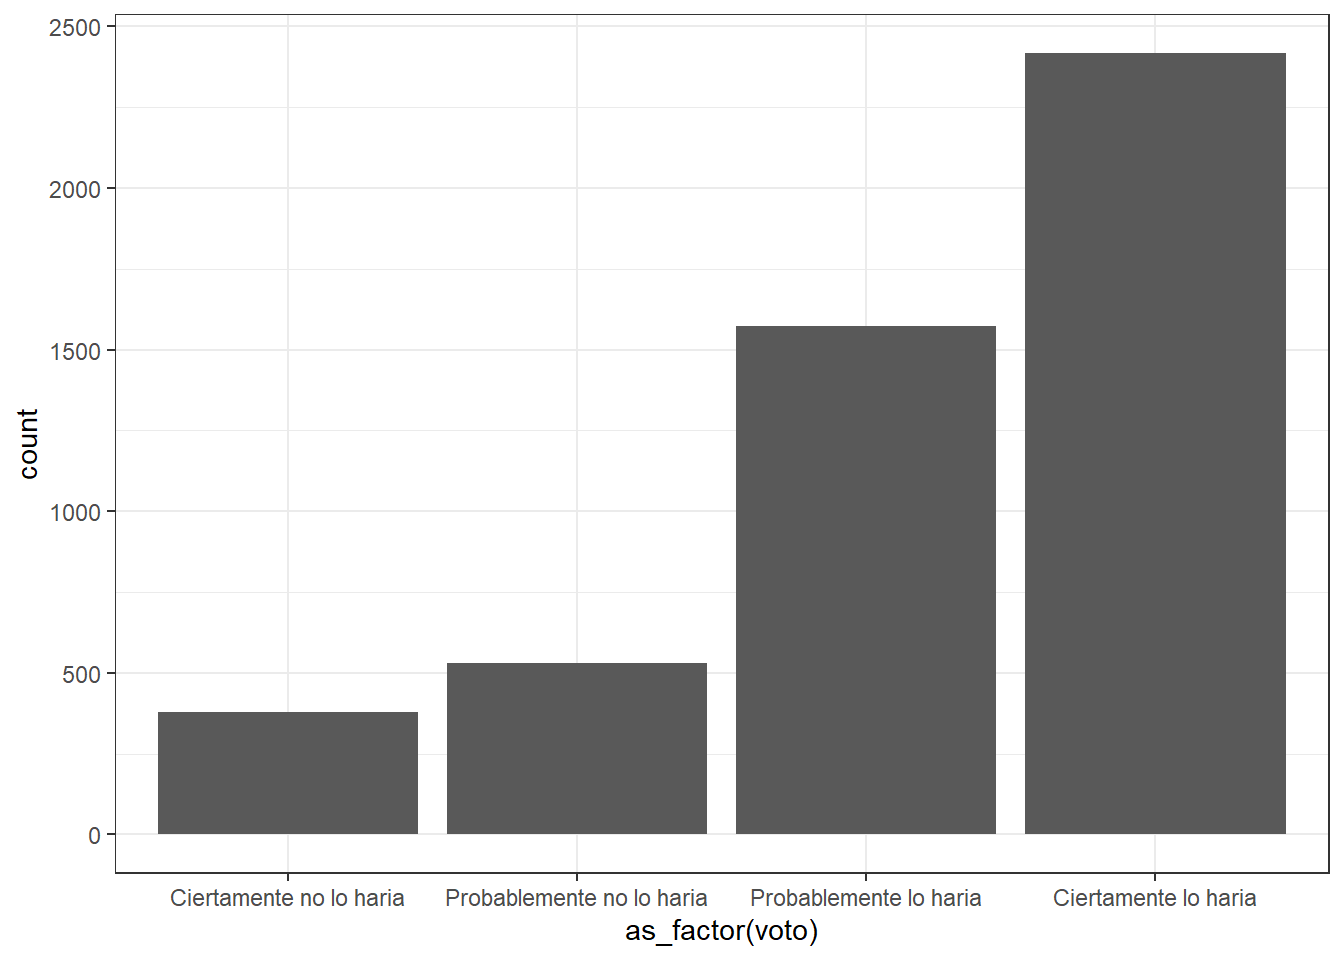 2500
2000
1500
1000
500
0
count
Ciertamente no lo haria
Probablemente no lo haria
Probablemente lo haria
Ciertamente lo haria
as_factor(voto)